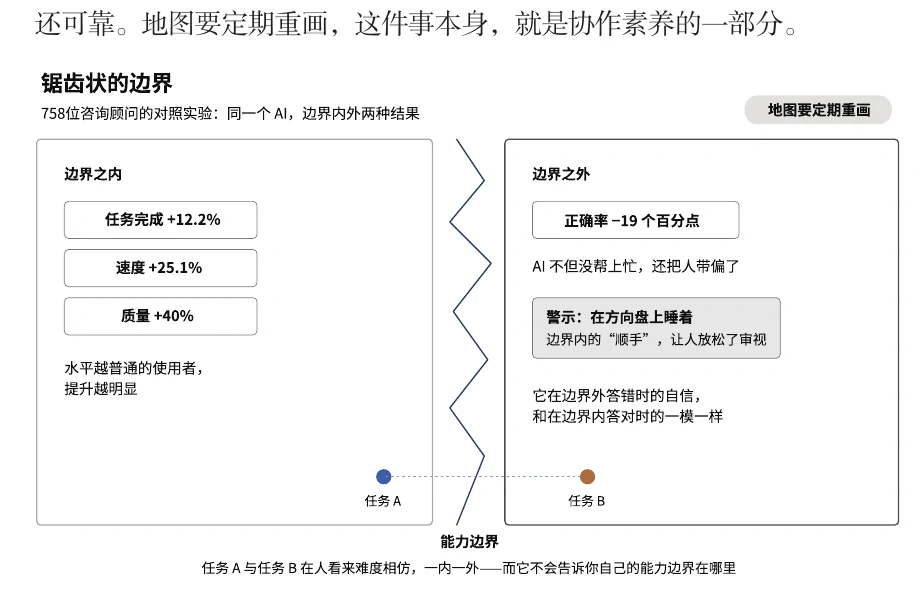 还可靠。地图要定期重画，这件事本身，就是协作素养的一部分。
锯齿状的边界
758位咨询顾问的对照实验：同一个 AI，边界内外两种结果
地图要定期重画
边界之内
任务完成 +12.2%
速度 +25.1%
质量 +40%
水平越普通的使用者，
提升越明显
边界之外
正确率 −19 个百分点
AI 不但没帮上忙，还把人带偏了
警示：在方向盘上睡着
边界内的“顺手”，让人放松了审视
它在边界外答错时的自信，
和在边界内答对时的一模一样
任务 A
任务 B
能力边界
任务 A 与任务 B 在人看来难度相仿，一内一外——而它不会告诉你自己的能力边界在哪里